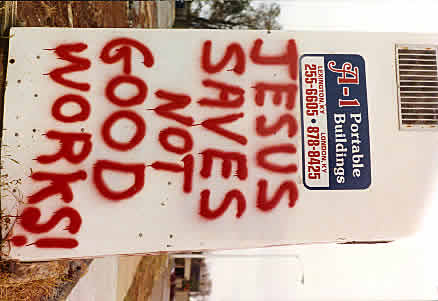 JESUS
SAVES
NOT
GOOD
WORKS!
A-1 Portable
Buildings
LEXINGTON, KY LONDON, KY
255-6605 • 878-8425